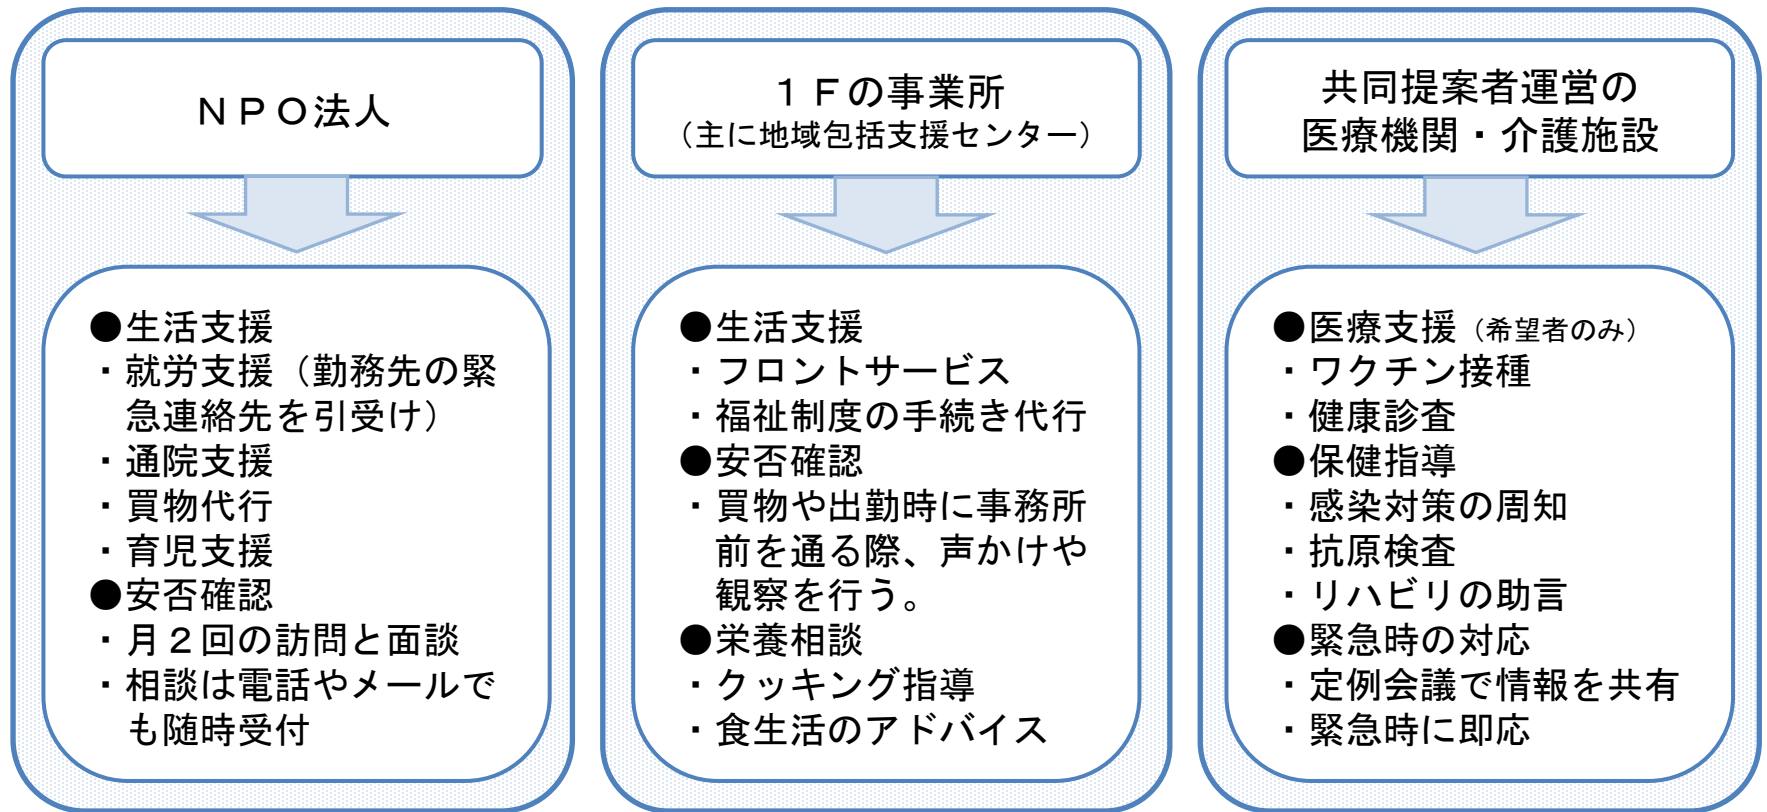 ＮＰＯ法人
●生活支援
・就労支援（勤務先の緊
急連絡先を引受け）
・通院支援
・買物代行
・育児支援
●安否確認
・月２回の訪問と面談
・相談は電話やメールで
も随時受付
１Ｆの事業所
（主に地域包括支援センター）
●生活支援
・フロントサービス
・福祉制度の手続き代行
●安否確認
・買物や出勤時に事務所
前を通る際、声かけや
観察を行う。
●栄養相談
・クッキング指導
・食生活のアドバイス
共同提案者運営の
医療機関・介護施設
●医療支援（希望者のみ）
・ワクチン接種
・健康診査
●保健指導
・感染対策の周知
・抗原検査
・リハビリの助言
●緊急時の対応
・定例会議で情報を共有
・緊急時に即応